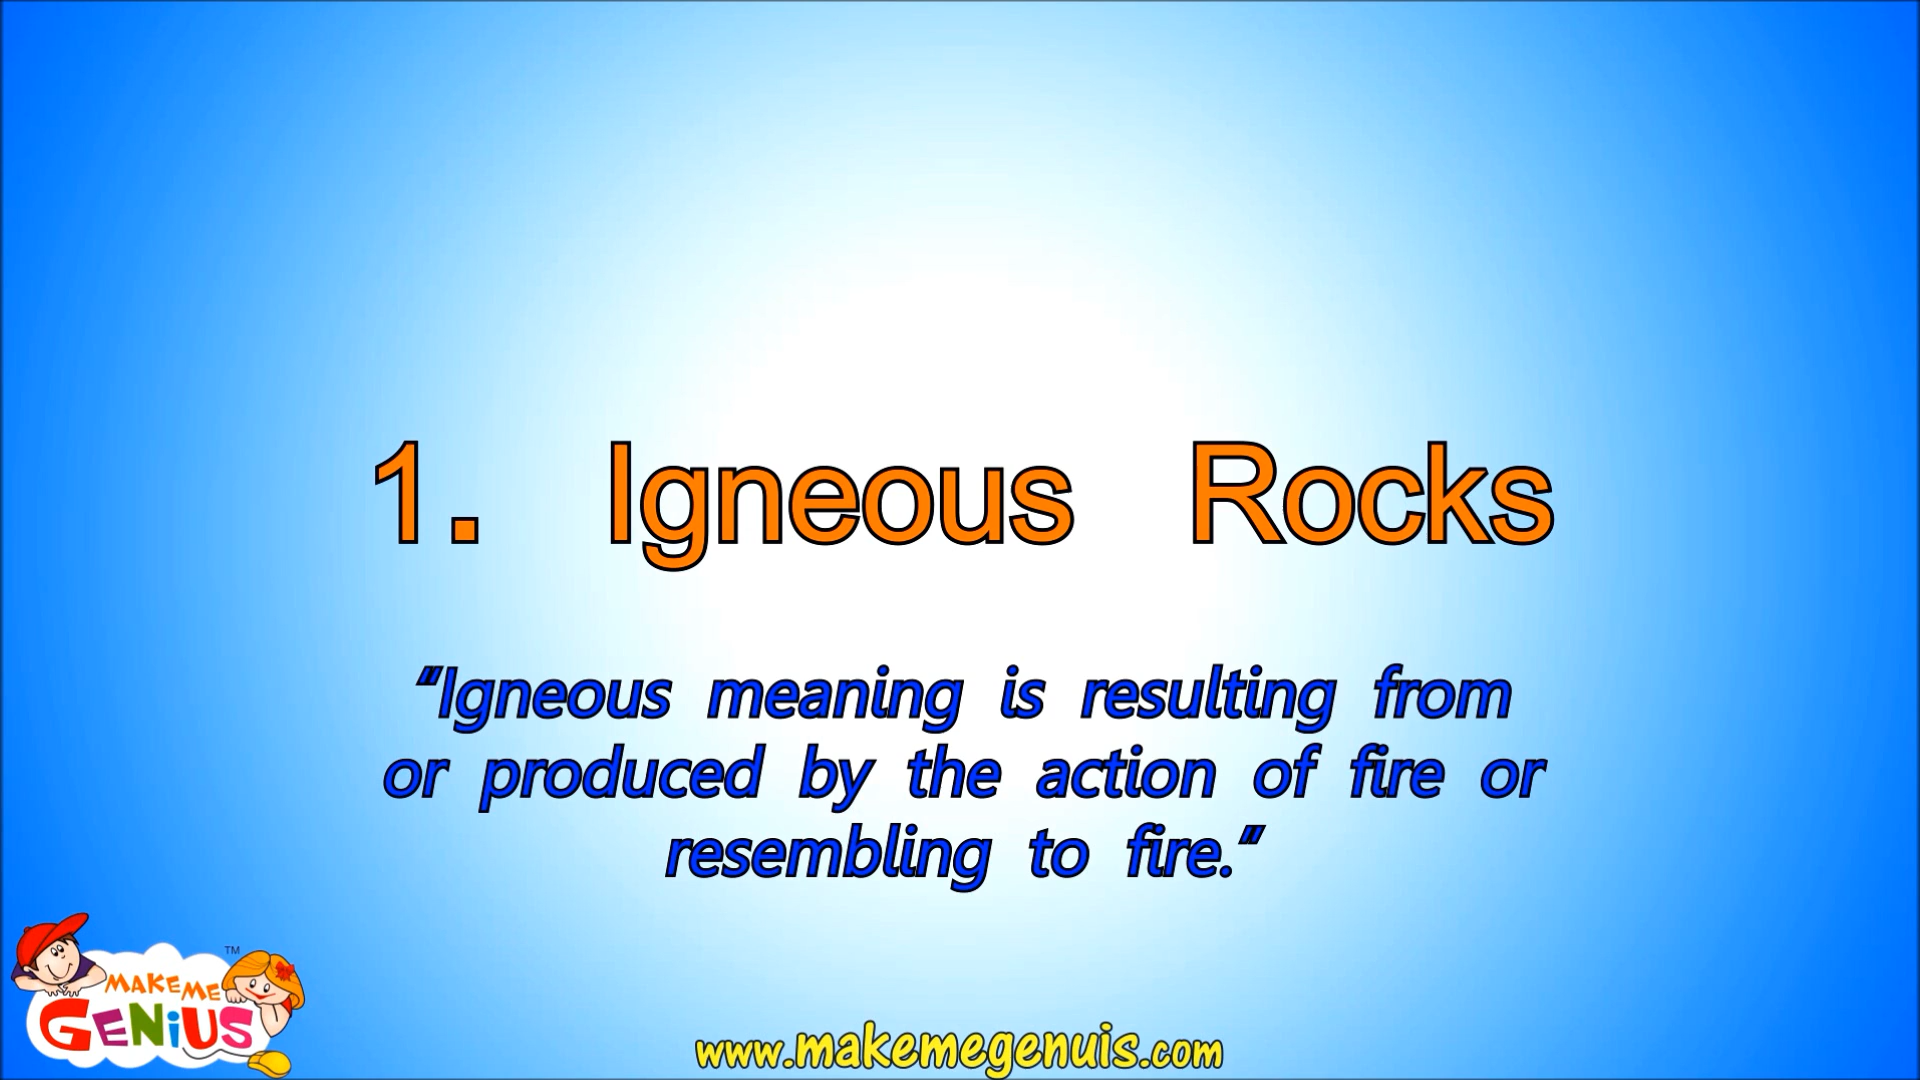 1. Igneous Rocks
“Igneous meaning is resulting from
or produced by the action of fire or
resembling to fire.”
MAKE ME
GENiUS
TM
www.makemegenuis.com